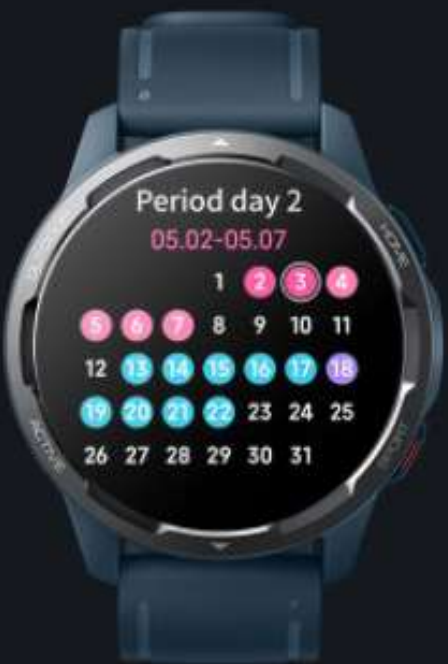 Period day 2
05.02-05.07
1 2 3 4
5 6 7 8 9 10 11
12 13 14 15 16 17 18
19 20 21 22 23 24 25
26 27 28 29 30 31
HOME
SPORT
ACTIVE